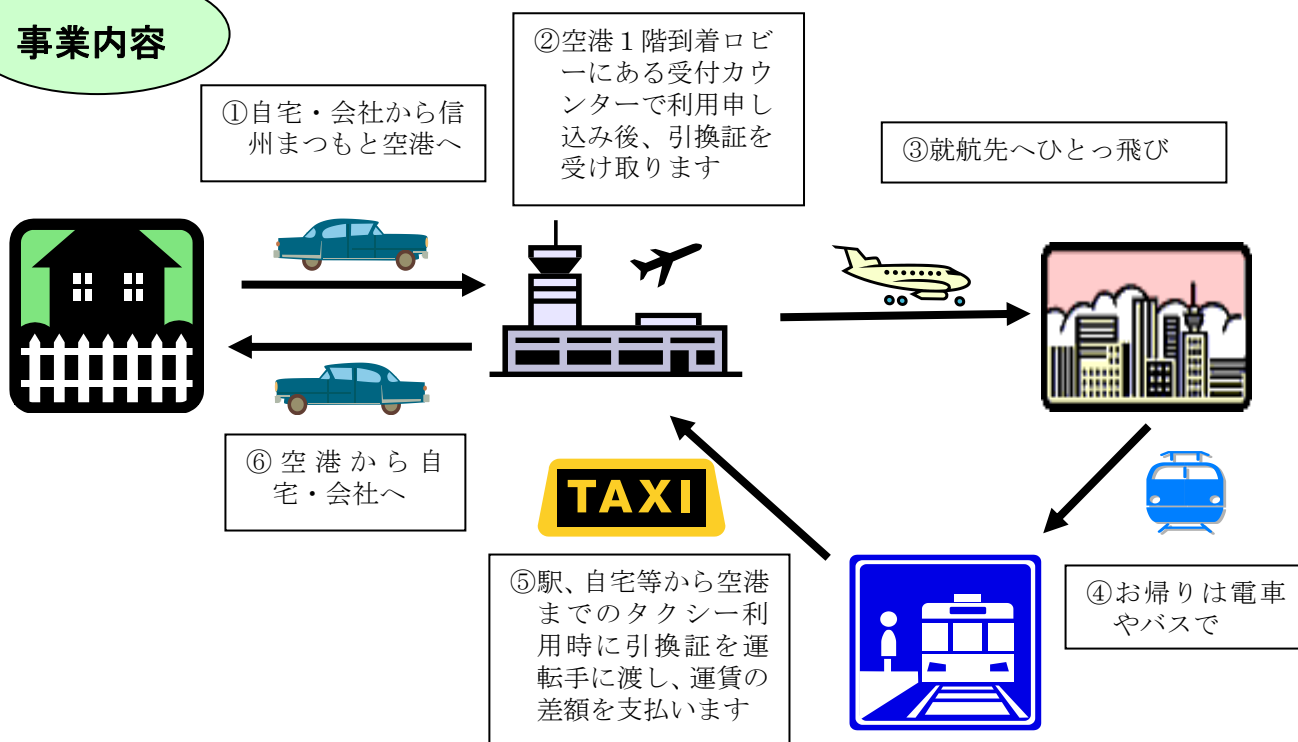 事業内容
①自宅・会社から信
州まつもと空港へ
②空港１階到着ロビ
ーにある受付カウ
ンターで利用申し
込み後、引換証を
受け取ります
③就航先へひとっ飛び
④お帰りは電車
やバスで
TAXI
⑤駅、自宅等から空港
までのタクシー利
用時に引換証を運
転手に渡し、運賃の
差額を支払います
⑥空港から自
宅・会社へ